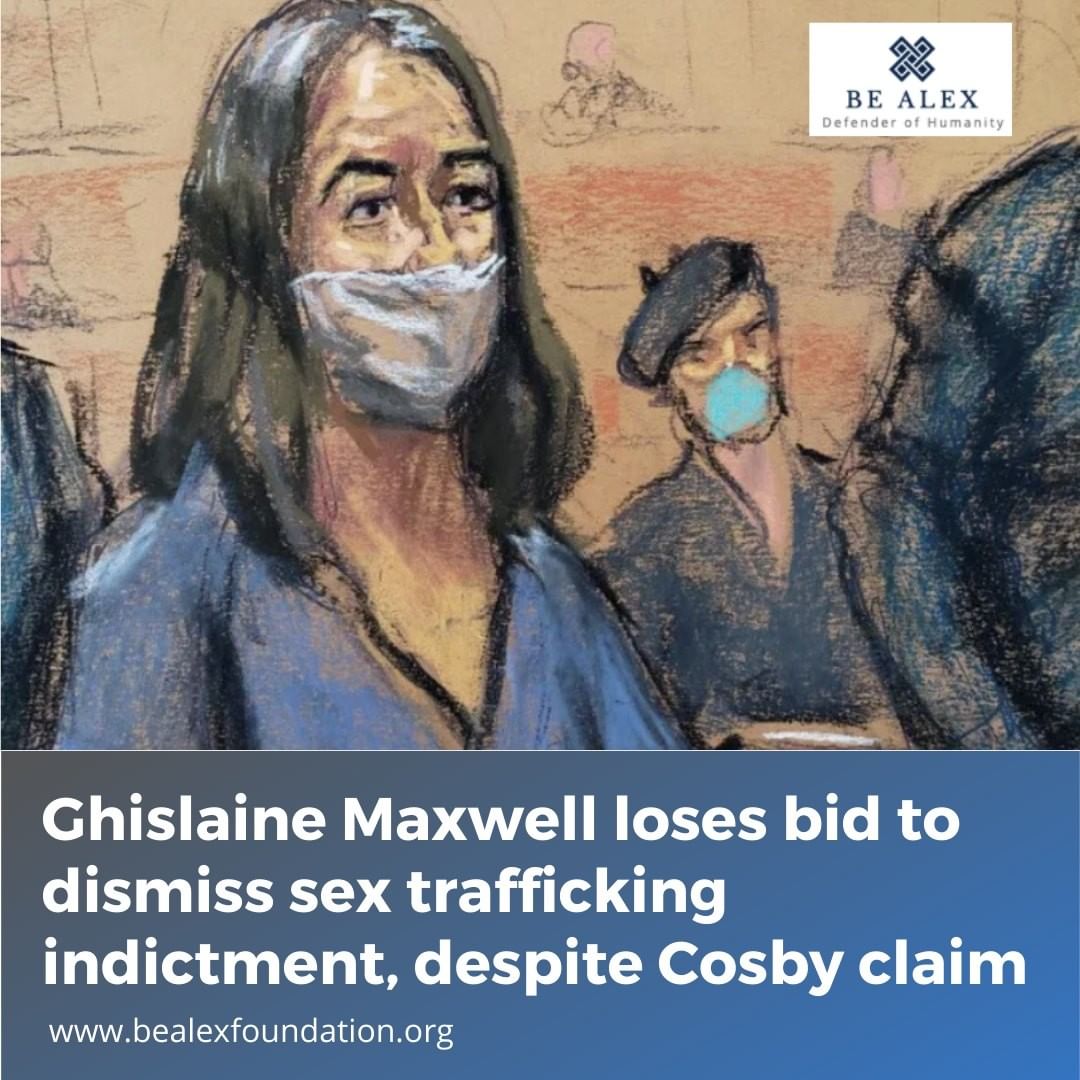 BE ALEX
Defender of Humanity
Ghislaine Maxwell loses bid to
dismiss sex trafficking
indictment, despite Cosby claim
www.bealexfoundation.org